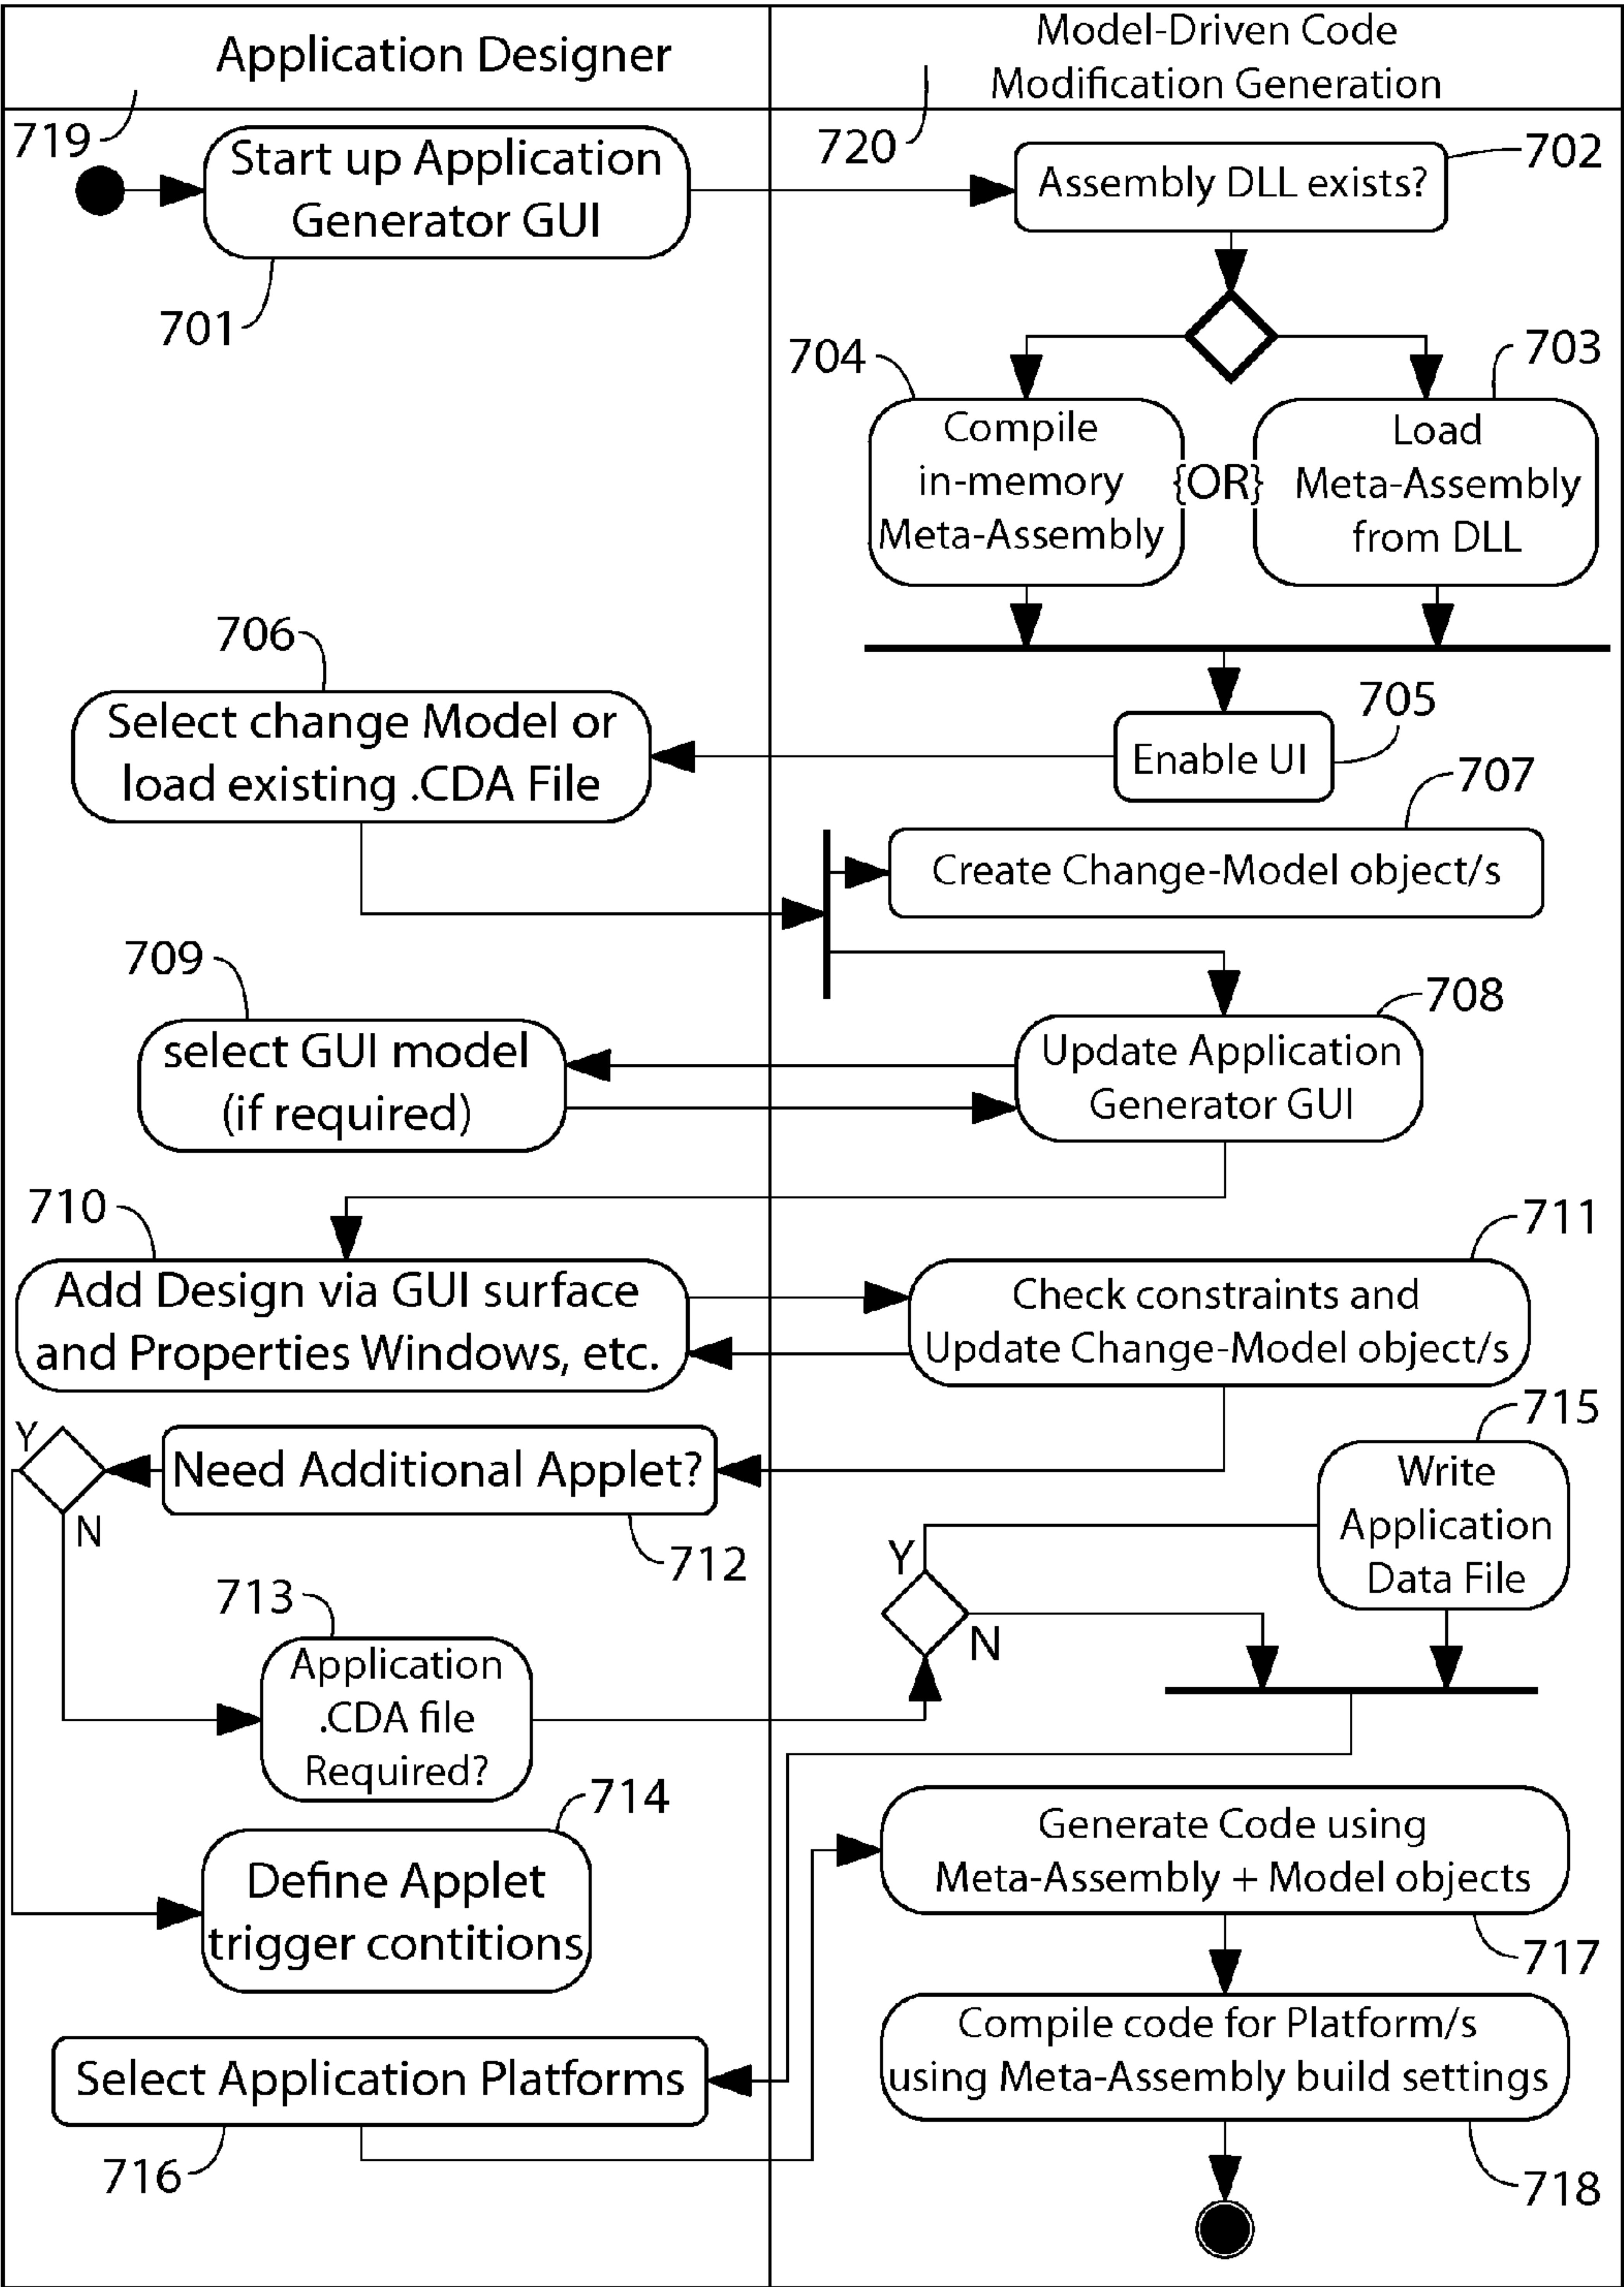 Application Designer
Model-Driven Code
Modification Generation
719
720
Start up Application
Generator GUI
701
Assembly DLL exists?
702
704
703
Compile
in-memory
Meta-Assembly
{OR}
Load
Meta-Assembly
from DLL
706
Select change Model or
load existing .CDA File
705
Enable UI
707
Create Change-Model object/s
709
select GUI model
(if required)
708
Update Application
Generator GUI
710
Add Design via GUI surface
and Properties Windows, etc.
711
Check constraints and
Update Change-Model object/s
Y
N
Need Additional Applet?
712
715
Write
Application
Data File
Y
N
713
Application
.CDA file
Required?
714
Define Applet
trigger contitions
Generate Code using
Meta-Assembly + Model objects
717
Select Application Platforms
716
Compile code for Platform/s
using Meta-Assembly build settings
718